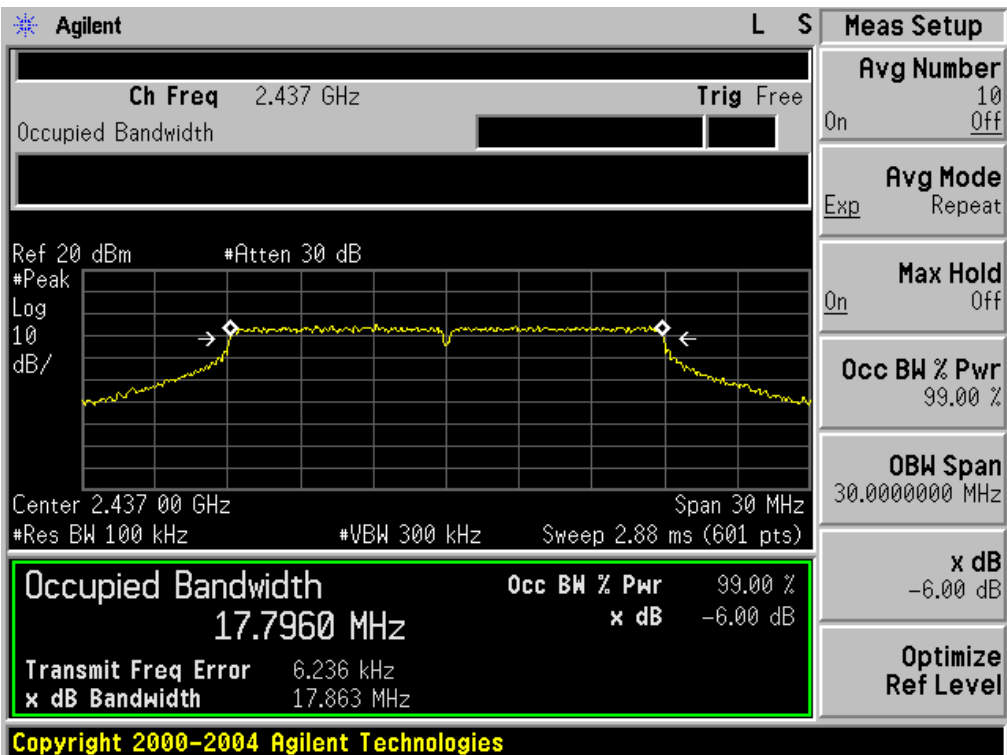 Agilent L S
Ch Freq 2.437 GHz Trig Free
Occupied Bandwidth
Ref 20 dBm #Atten 30 dB
#Peak
Log
10
dB/
Center 2.437 00 GHz Span 30 MHz
#Res BW 100 kHz #VBW 300 kHz Sweep 2.88 ms (601 pts)
Occupied Bandwidth Occ BW % Pwr 99.00 %
17.7960 MHz x dB -6.00 dB
Transmit Freq Error 6.236 kHz
x dB Bandwidth 17.863 MHz
Copyright 2000-2004 Agilent Technologies
Meas Setup
Avg Number
10
On Off
Avg Mode
Exp Repeat
Max Hold
On Off
Occ BW % Pwr
99.00 %
OBW Span
30.0000000 MHz
x dB
-6.00 dB
Optimize
Ref Level